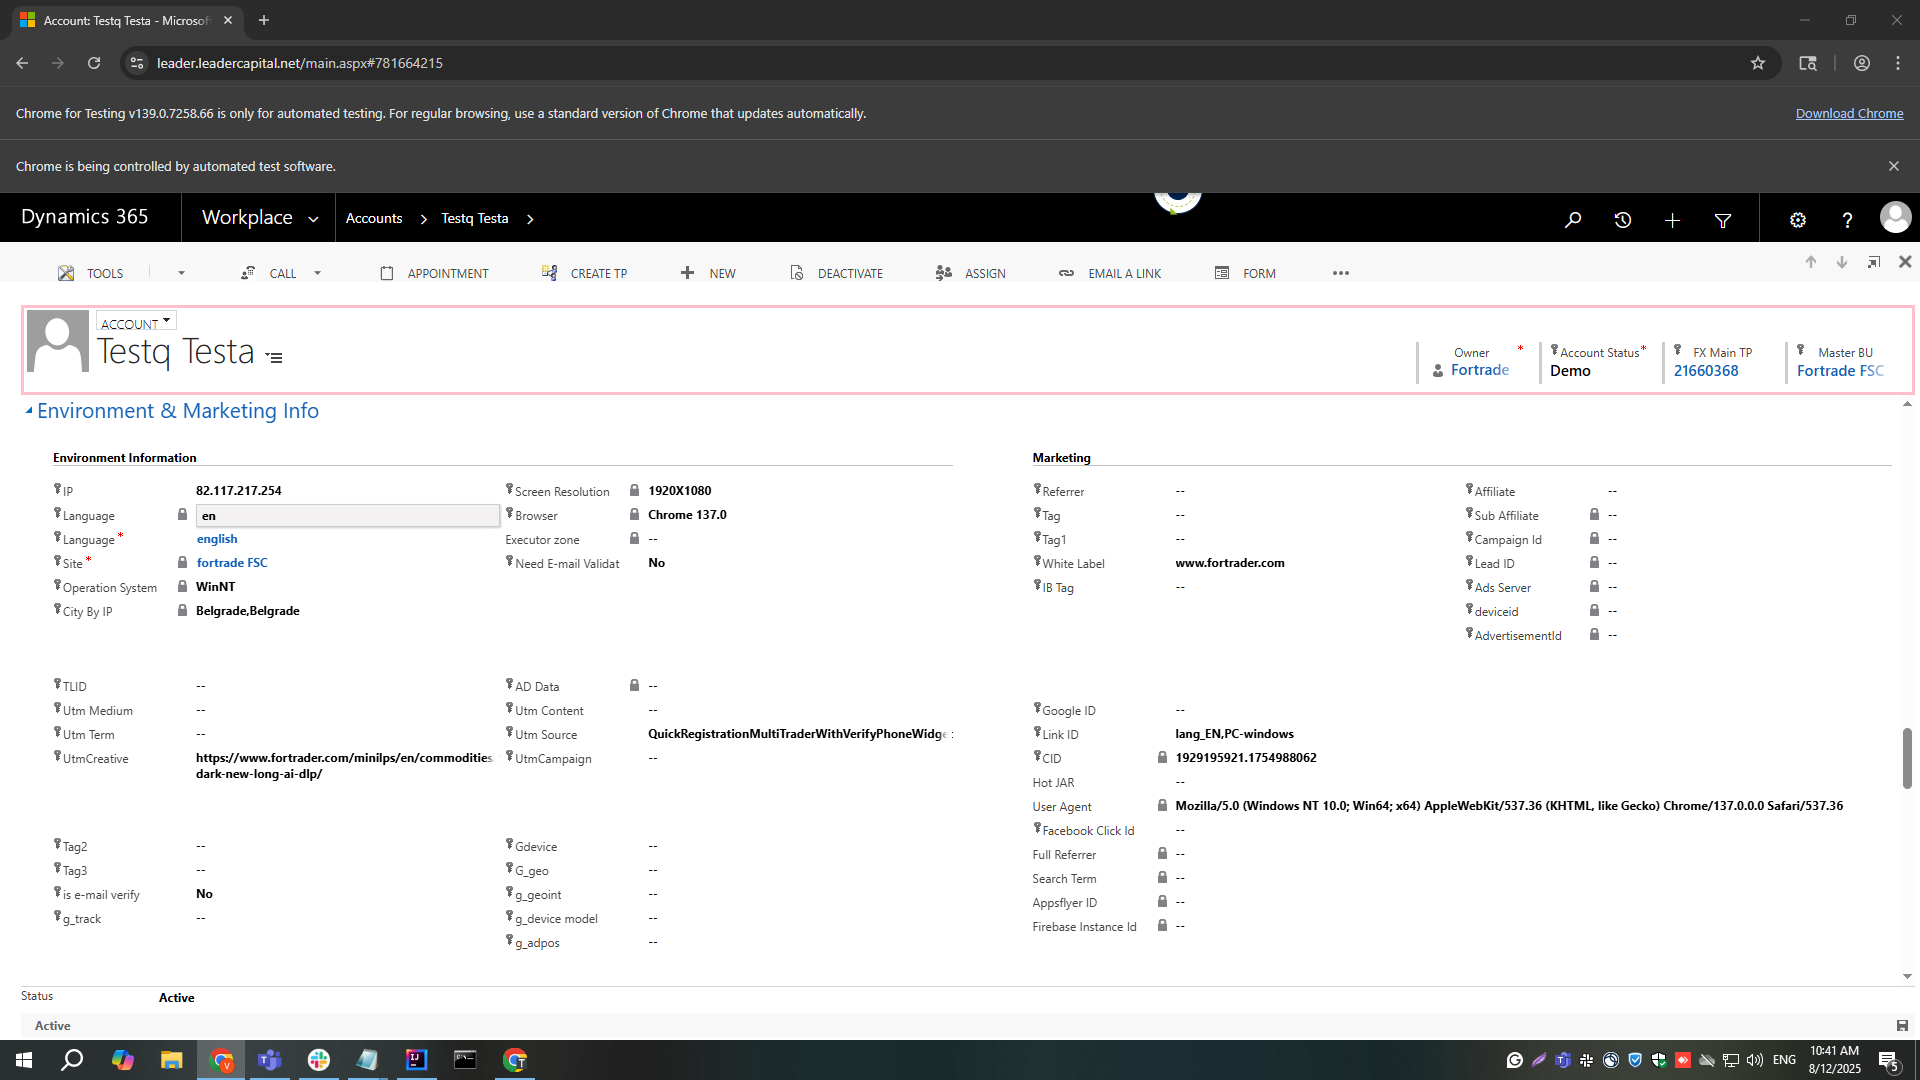 Account: Testq Testa - Microsof
leader.leadercapital.net/main.aspx#781664215
Chrome for Testing v139.0.7258.66 is only for automated testing. For regular browsing, use a standard version of Chrome that updates automatically.
Download Chrome
Chrome is being controlled by automated test software.
Dynamics 365
Workplace
Accounts
Testq Testa
TOOLS
CALL
APPOINTMENT
CREATE TP
NEW
DEACTIVATE
ASSIGN
EMAIL A LINK
FORM
ACCOUNT
Testq Testa
Owner *
Fortrade
Account Status *
Demo
FX Main TP
21660368
Master BU
Fortrade FSC
Environment & Marketing Info
Environment Information
IP 82.117.217.254
Language en
Language * english
Site * fortrade FSC
Operation System WinNT
City By IP Belgrade,Belgrade
Screen Resolution 1920X1080
Browser Chrome 137.0
Executor zone --
Need E-mail Validat No
TLID --
Utm Medium --
Utm Term --
UtmCreative https://www.fortrader.com/minilps/en/commodities
dark-new-long-ai-dlp/
AD Data --
Utm Content --
Utm Source QuickRegistrationMultiTraderWithVerifyPhoneWidge
UtmCampaign --
Tag2 --
Tag3 --
is e-mail verify No
g_track --
Gdevice --
G_geo --
g_geoint --
g_device model --
g_adpos --
Marketing
Referrer --
Tag --
Tag1 --
White Label www.fortrader.com
IB Tag --
Affiliate --
Sub Affiliate --
Campaign Id --
Lead ID --
Ads Server --
deviceid --
AdvertisementId --
Google ID --
Link ID lang_EN,PC-windows
CID 1929195921.1754988062
Hot JAR --
User Agent Mozilla/5.0 (Windows NT 10.0; Win64; x64) AppleWebKit/537.36 (KHTML, like Gecko) Chrome/137.0.0.0 Safari/537.36
Facebook Click Id --
Full Referrer --
Search Term --
Appsflyer ID --
Firebase Instance Id --
Status Active
Active
ENG
10:41 AM
8/12/2025
5